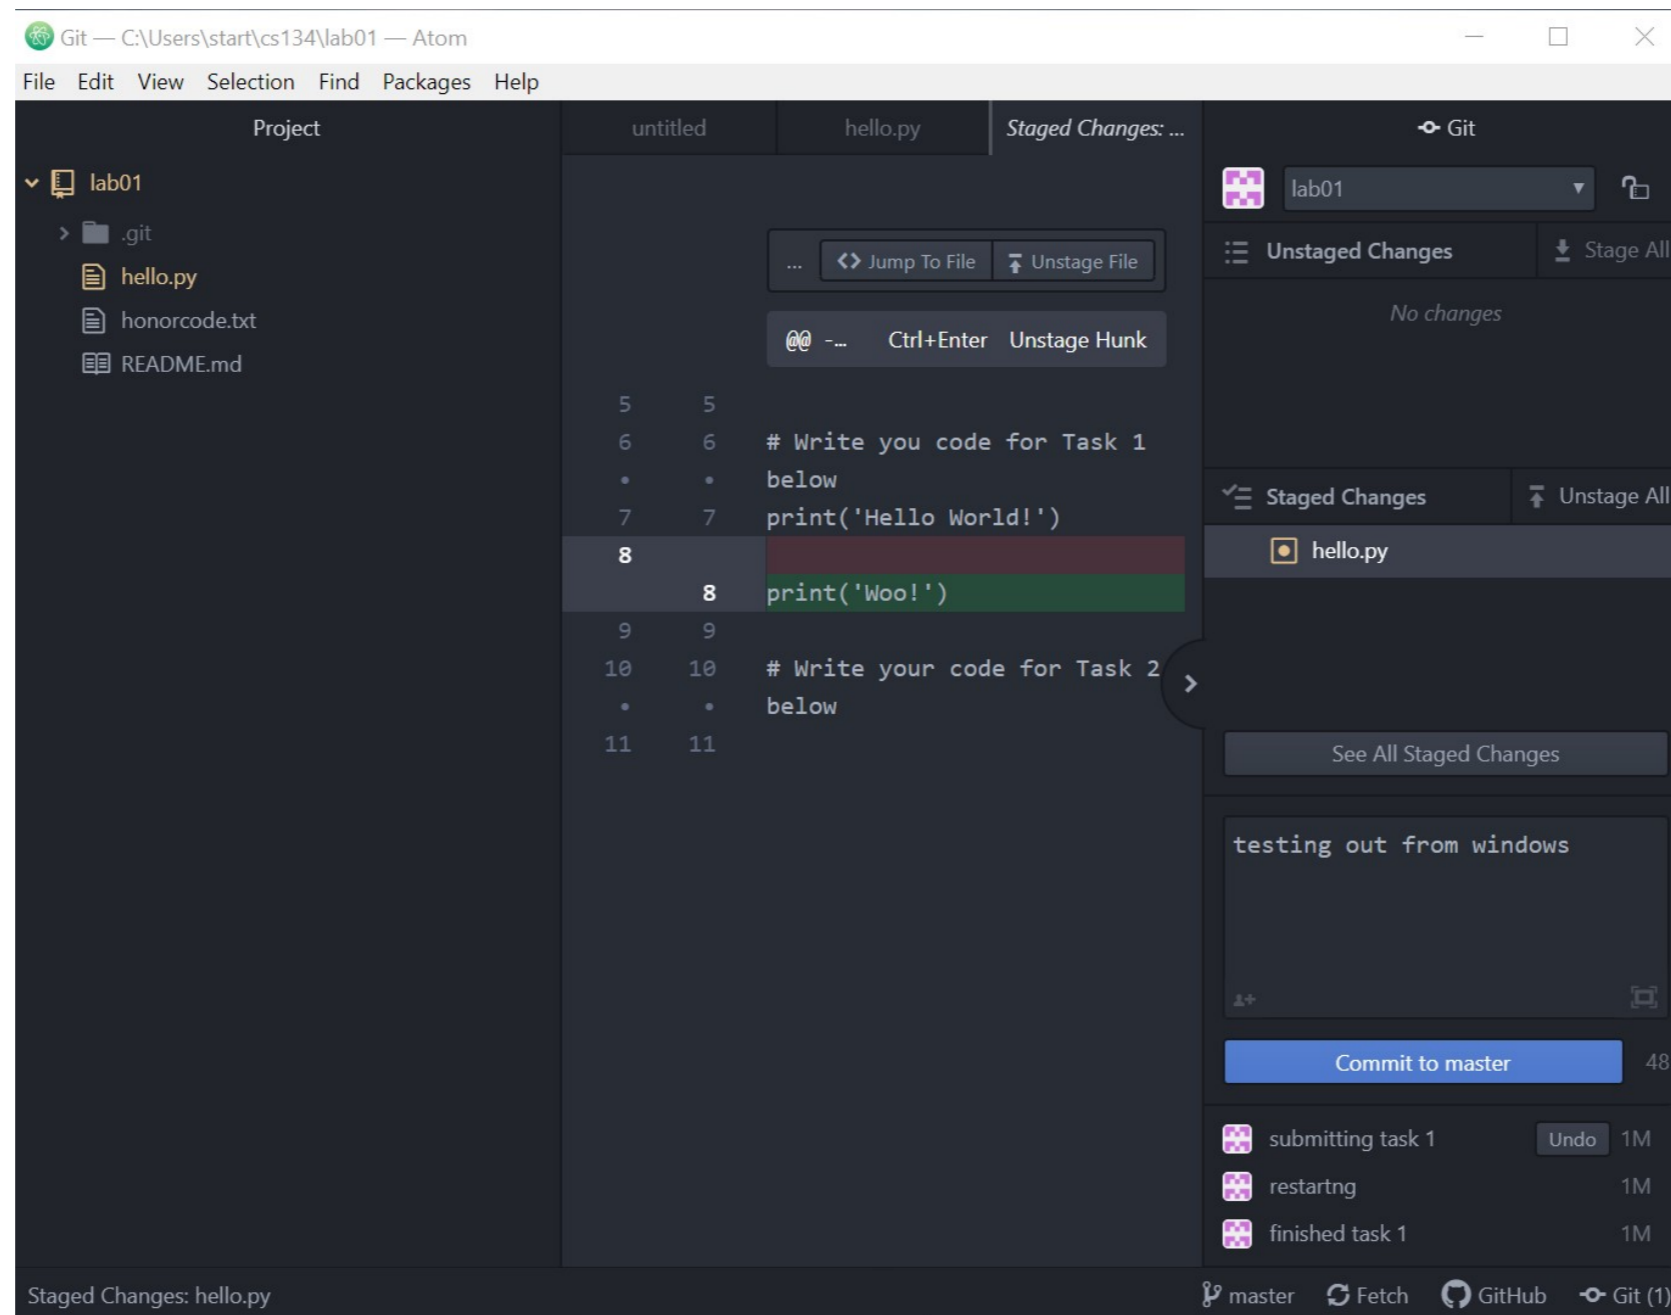 Git — C:\Users\start\cs134\lab01 — Atom
File Edit View Selection Find Packages Help
Project
lab01
.git
hello.py
honorcode.txt
README.md
untitled hello.py Staged Changes: ...
... Jump To File Unstage File
@@ -… Ctrl+Enter Unstage Hunk
5 5
6 6 # Write you code for Task 1
• • below
7 7 print('Hello World!')
8
8 print('Woo!')
9 9
10 10 # Write your code for Task 2
• • below
11 11
Git
lab01
Unstaged Changes Stage All
No changes
Staged Changes Unstage All
hello.py
See All Staged Changes
testing out from windows
Commit to master 48
submitting task 1 Undo 1M
restartng 1M
finished task 1 1M
Staged Changes: hello.py master Fetch GitHub Git (1)